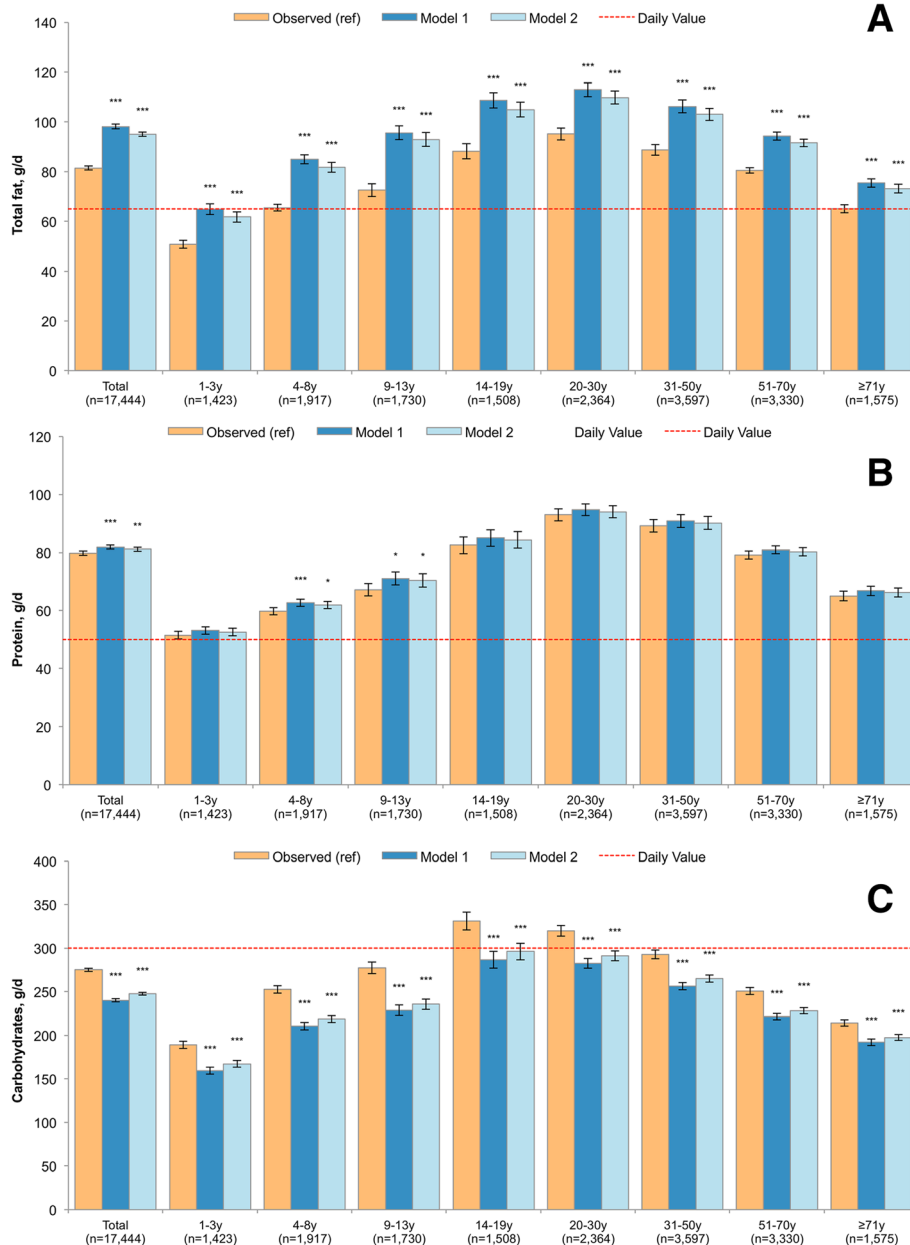 Observed (ref) Model 1 Model 2 Daily Value
A
140
120
100
80
60
40
20
0
Total fat, g/d
*** *** *** *** *** *** *** *** *** *** *** *** *** *** *** *** *** ***
Total 1-3y 4-8y 9-13y 14-19y 20-30y 31-50y 51-70y ≥71y
(n=17,444) (n=1,423) (n=1,917) (n=1,730) (n=1,508) (n=2,364) (n=3,597) (n=3,330) (n=1,575)
Observed (ref) Model 1 Model 2 Daily Value Daily Value
B
120
100
80
60
40
20
0
Protein, g/d
*** ** *** * * *
Total 1-3y 4-8y 9-13y 14-19y 20-30y 31-50y 51-70y ≥71y
(n=17,444) (n=1,423) (n=1,917) (n=1,730) (n=1,508) (n=2,364) (n=3,597) (n=3,330) (n=1,575)
Observed (ref) Model 1 Model 2 Daily Value
C
400
350
300
250
200
150
100
50
0
Carbohydrates, g/d
*** *** *** *** *** *** *** *** *** *** *** *** *** *** *** *** *** ***
Total 1-3y 4-8y 9-13y 14-19y 20-30y 31-50y 51-70y ≥71y
(n=17,444) (n=1,423) (n=1,917) (n=1,730) (n=1,508) (n=2,364) (n=3,597) (n=3,330) (n=1,575)